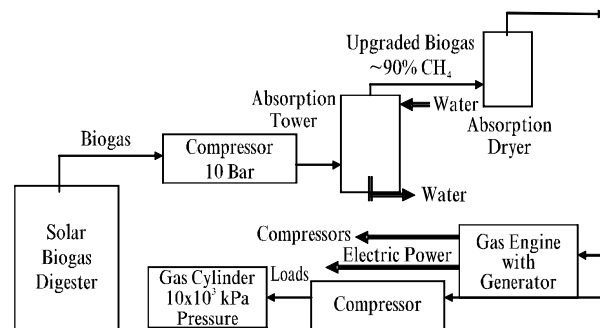 Upgraded Biogas
~90% CH₄
Absorption
Tower
Water
Absorption
Dryer
Biogas
Compressor
10 Bar
Water
Solar
Biogas
Digester
Compressors
Electric Power
Gas Engine
with
Generator
Gas Cylinder
10x10³ kPa
Pressure
Loads
Compressor